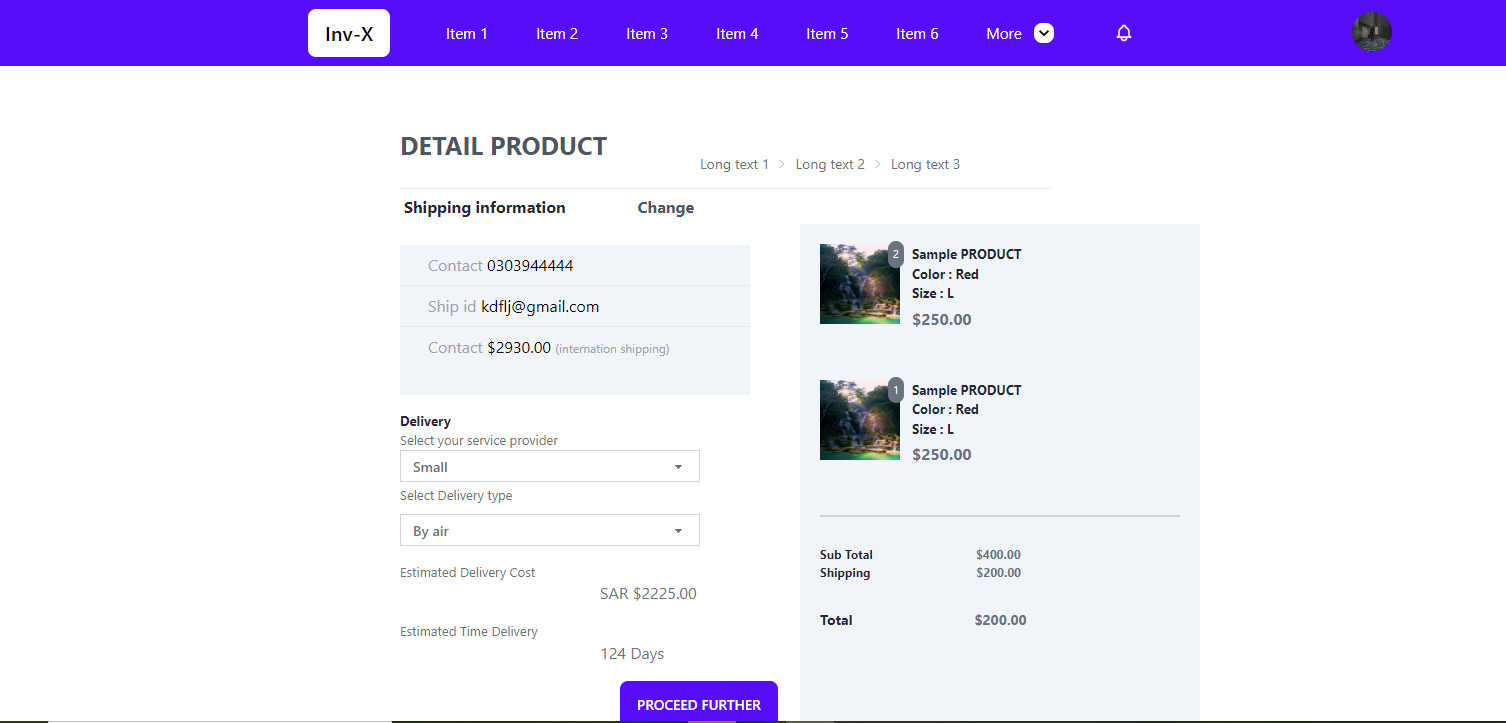 Inv-X Item 1 Item 2 Item 3 Item 4 Item 5 Item 6 More
DETAIL PRODUCT
Long text 1 > Long text 2 > Long text 3
Shipping information Change
Contact 0303944444
Ship id kdflj@gmail.com
Contact $2930.00 (internation shipping)
Delivery
Select your service provider
Small
Select Delivery type
By air
Estimated Delivery Cost
SAR $2225.00
Estimated Time Delivery
124 Days
PROCEED FURTHER
2
Sample PRODUCT
Color : Red
Size : L
$250.00
1
Sample PRODUCT
Color : Red
Size : L
$250.00
Sub Total $400.00
Shipping $200.00
Total $200.00